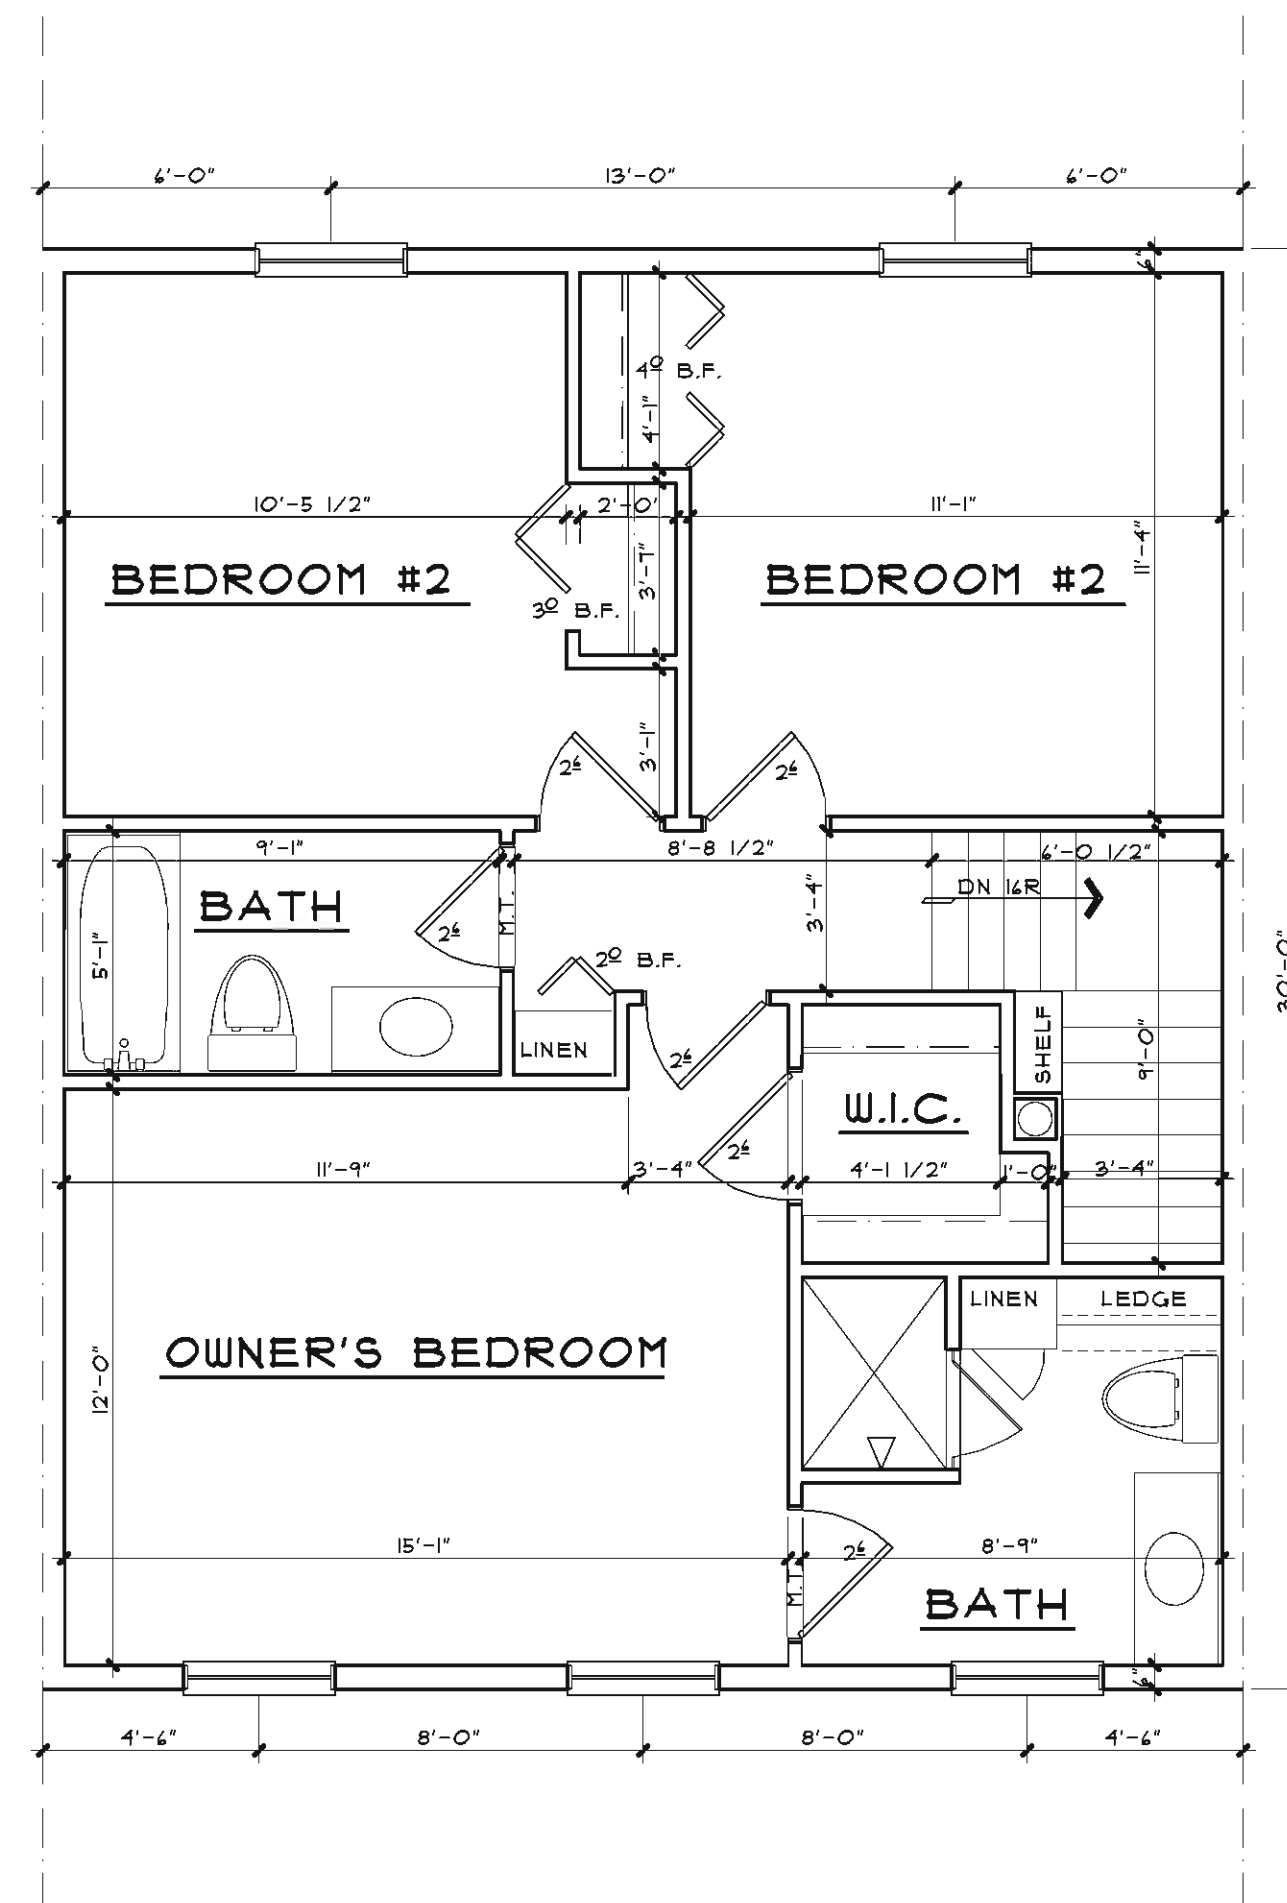 6'-0" 13'-0" 6'-0"
6"
4º B.F.
4'-1"
10'-5 1/2" 2'-0" 11'-1"
11'-4"
BEDROOM #2 BEDROOM #2
3'-7"
3º B.F.
3'-1"
2⁶ 2⁶
9'-1" 8'-8 1/2" 6'-0 1/2"
DN 16R
3'-4"
BATH
M.T.
2⁶
5'-1"
2º B.F.
30'-0"
LINEN
SHELF
9'-0"
2⁶
W.I.C.
2⁶
11'-9" 3'-4" 4'-1 1/2" 1'-0" 3'-4"
LINEN LEDGE
OWNER'S BEDROOM
12'-0"
15'-1" 2⁶ 8'-9"
M.T.
BATH
6"
4'-6" 8'-0" 8'-0" 4'-6"